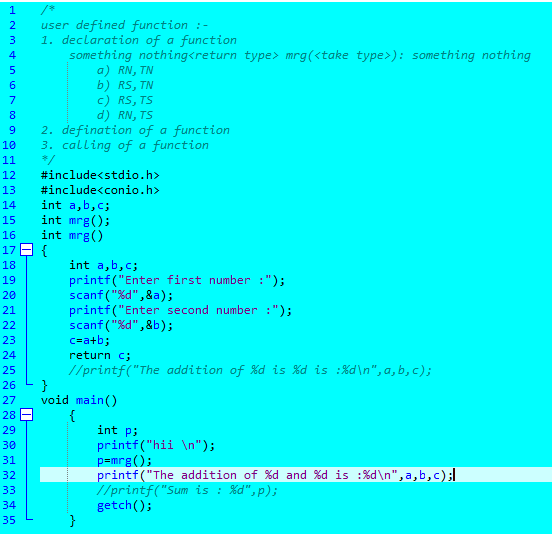 1 /*
2 user defined function :-
3 1. declaration of a function
4 something nothing<return type> mrg(<take type>): something nothing
5 a) RN,TN
6 b) RS,TN
7 c) RS,TS
8 d) RN,TS
9 2. defination of a function
10 3. calling of a function
11 */
12 #include<stdio.h>
13 #include<conio.h>
14 int a,b,c;
15 int mrg();
16 int mrg()
17 {
18 int a,b,c;
19 printf("Enter first number :");
20 scanf("%d",&a);
21 printf("Enter second number :");
22 scanf("%d",&b);
23 c=a+b;
24 return c;
25 //printf("The addition of %d is %d is :%d\n",a,b,c);
26 }
27 void main()
28 {
29 int p;
30 printf("hii \n");
31 p=mrg();
32 printf("The addition of %d and %d is :%d\n",a,b,c);
33 //printf("Sum is : %d",p);
34 getch();
35 }